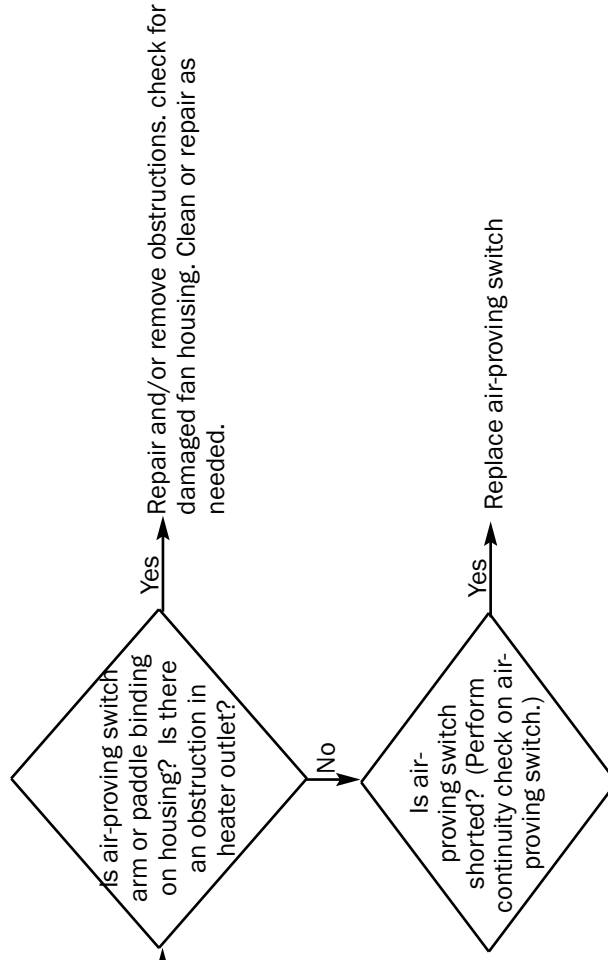 Is air-proving switch
arm or paddle binding
on housing?  Is there
an obstruction in
heater outlet?
Yes
Repair and/or remove obstructions. check for
damaged fan housing. Clean or repair as
needed.
No
Is air-
proving switch
shorted?  (Perform
continuity check on air-
proving switch.)
Yes
Replace air-proving switch